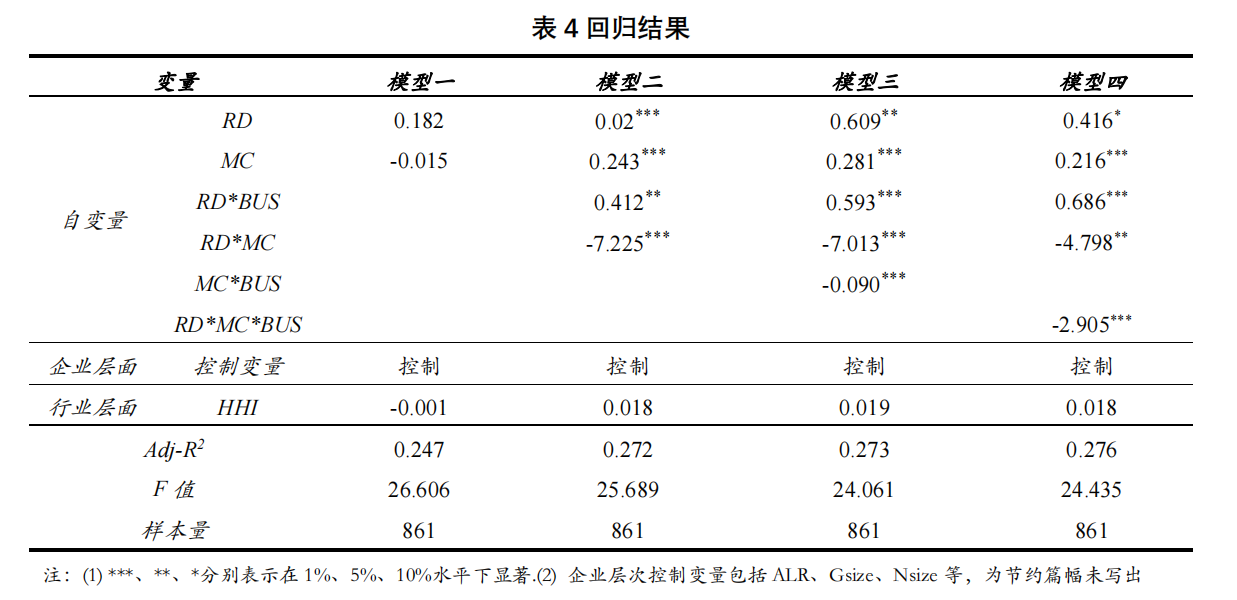 表 4 回归结果
变量 模型一 模型二 模型三 模型四
RD 0.182 0.02*** 0.609** 0.416*
MC -0.015 0.243*** 0.281*** 0.216***
自变量 RD*BUS 0.412** 0.593*** 0.686***
RD*MC -7.225*** -7.013*** -4.798**
MC*BUS -0.090***
RD*MC*BUS -2.905***
企业层面 控制变量 控制 控制 控制 控制
行业层面 HHI -0.001 0.018 0.019 0.018
Adj-R2 0.247 0.272 0.273 0.276
F 值 26.606 25.689 24.061 24.435
样本量 861 861 861 861
注：(1) ***、**、*分别表示在 1%、5%、10%水平下显著.(2) 企业层次控制变量包括 ALR、Gsize、Nsize 等，为节约篇幅未写出